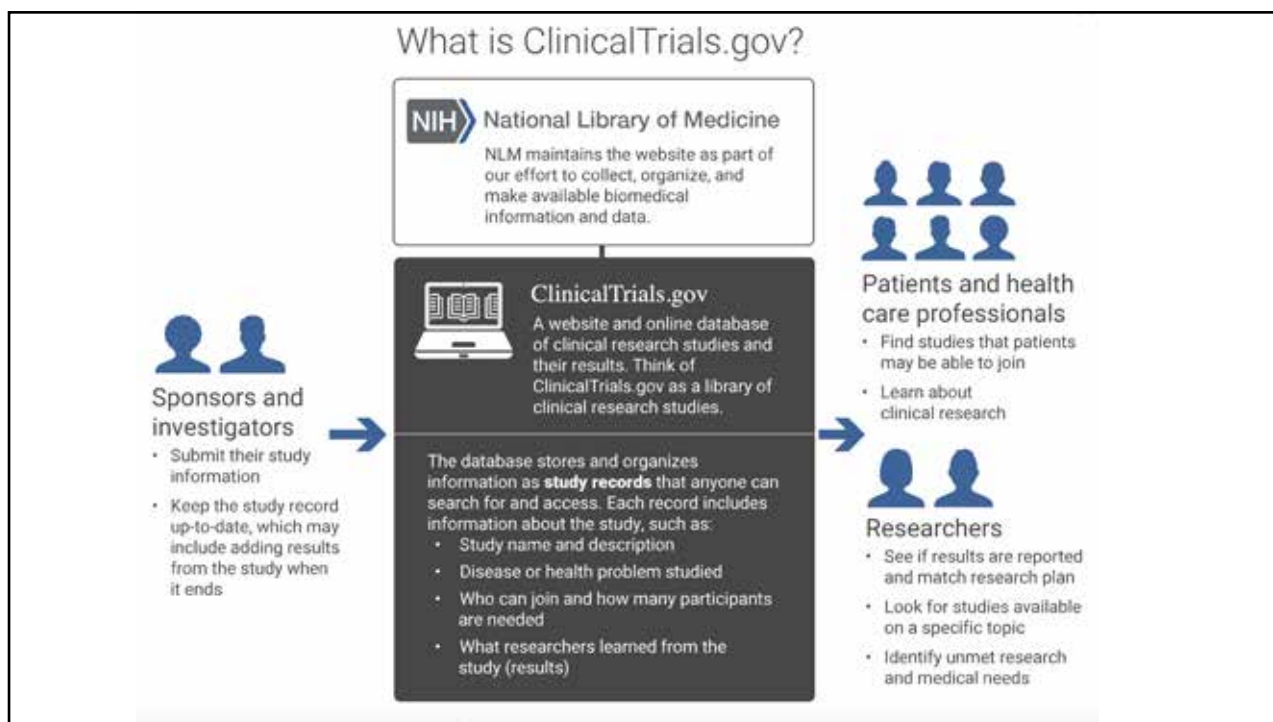 What is ClinicalTrials.gov?
NIH National Library of Medicine
NLM maintains the website as part of
our effort to collect, organize, and
make available biomedical
information and data.
Sponsors and
investigators
• Submit their study
information
• Keep the study record
up-to-date, which may
include adding results
from the study when
it ends
ClinicalTrials.gov
A website and online database
of clinical research studies and
their results. Think of
ClinicalTrials.gov as a library of
clinical research studies.
The database stores and organizes
information as study records that anyone can
search for and access. Each record includes
information about the study, such as:
• Study name and description
• Disease or health problem studied
• Who can join and how many participants
are needed
• What researchers learned from the
study (results)
Patients and health
care professionals
• Find studies that patients
may be able to join
• Learn about
clinical research
Researchers
• See if results are reported
and match research plan
• Look for studies available
on a specific topic
• Identify unmet research
and medical needs